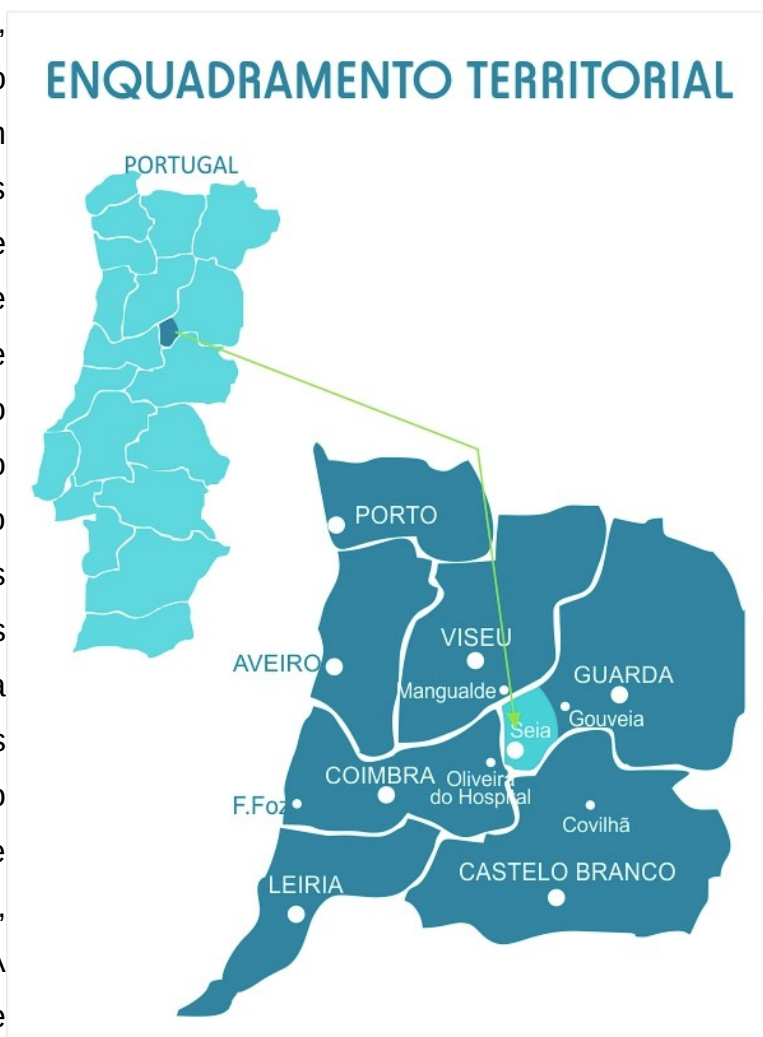 ENQUADRAMENTO TERRITORIAL
PORTUGAL
PORTO
VISEU
AVEIRO
GUARDA
Mangualde
Gouveia
Seia
COIMBRA
Oliveira
do Hospital
F.Foz
Covilhã
CASTELO BRANCO
LEIRIA